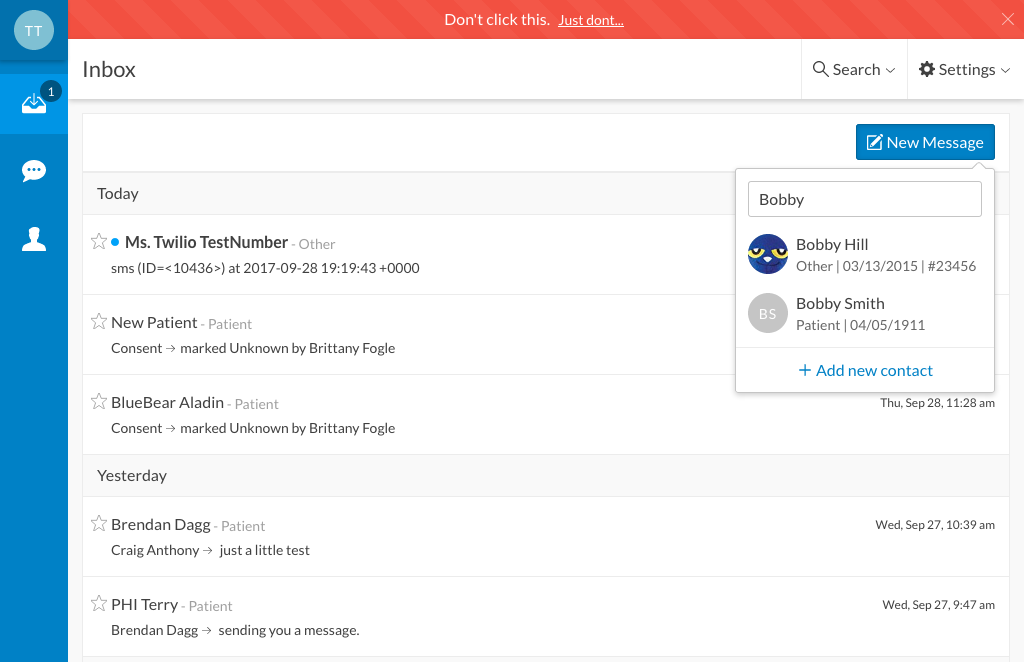 TT
Don't click this. Just dont...
1
Inbox
Search
Settings
New Message
Bobby
Bobby Hill
Other | 03/13/2015 | #23456
BS
Bobby Smith
Patient | 04/05/1911
+ Add new contact
Today
Ms. Twilio TestNumber - Other
sms (ID=<10436>) at 2017-09-28 19:19:43 +0000
New Patient - Patient
Consent → marked Unknown by Brittany Fogle
BlueBear Aladin - Patient
Thu, Sep 28, 11:28 am
Consent → marked Unknown by Brittany Fogle
Yesterday
Brendan Dagg - Patient
Wed, Sep 27, 10:39 am
Craig Anthony → just a little test
PHI Terry - Patient
Wed, Sep 27, 9:47 am
Brendan Dagg → sending you a message.